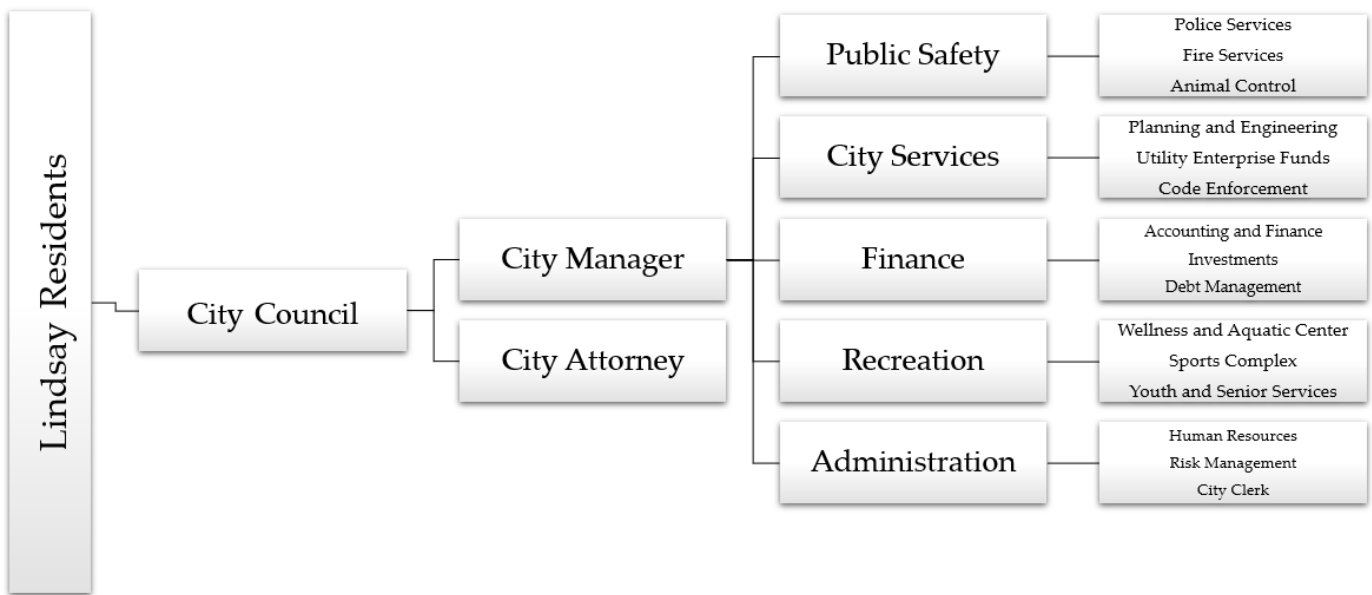 Lindsay Residents
City Council
City Manager
City Attorney
Public Safety
Police Services
Fire Services
Animal Control
City Services
Planning and Engineering
Utility Enterprise Funds
Code Enforcement
Finance
Accounting and Finance
Investments
Debt Management
Recreation
Wellness and Aquatic Center
Sports Complex
Youth and Senior Services
Administration
Human Resources
Risk Management
City Clerk